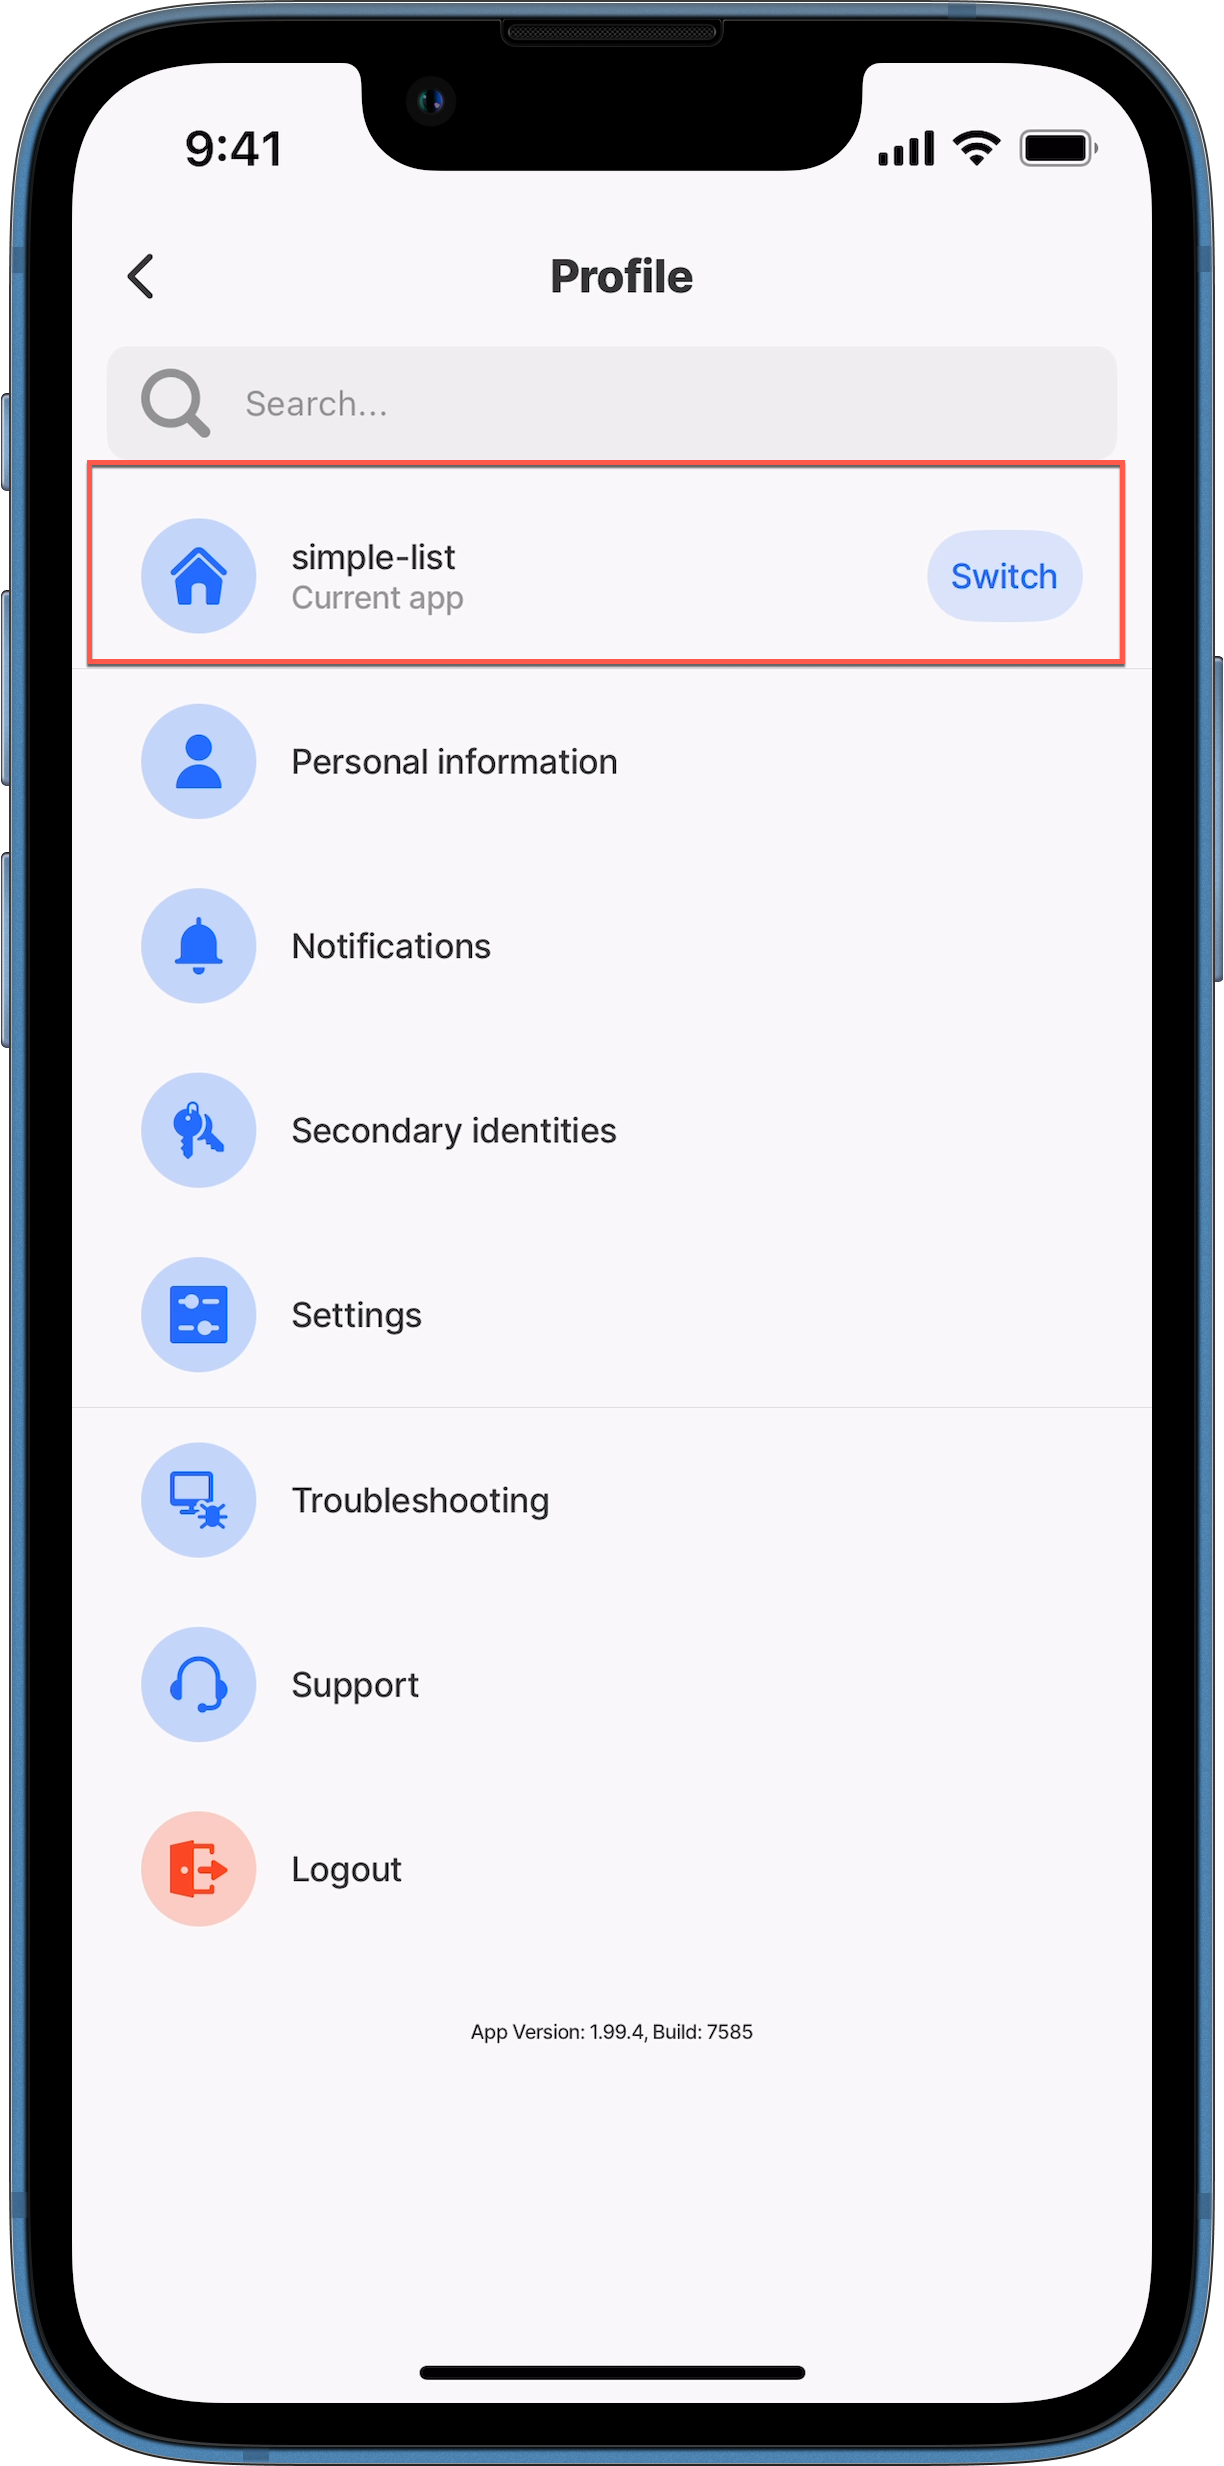 9:41
Profile
Search...
simple-list
Current app
Switch
Personal information
Notifications
Secondary identities
Settings
Troubleshooting
Support
Logout
App Version: 1.99.4, Build: 7585